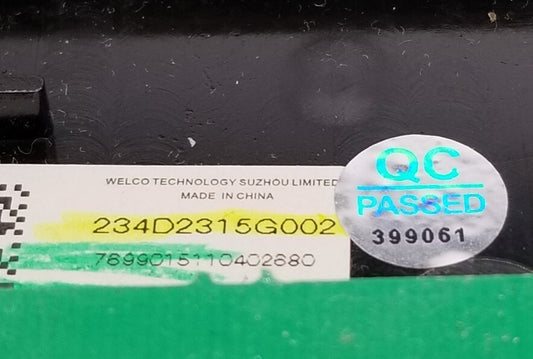 WELCO TECHNOLOGY SUZHOU LIMITED
MADE IN CHINA
234D2315G002
7699015110402680
QC
PASSED
399061